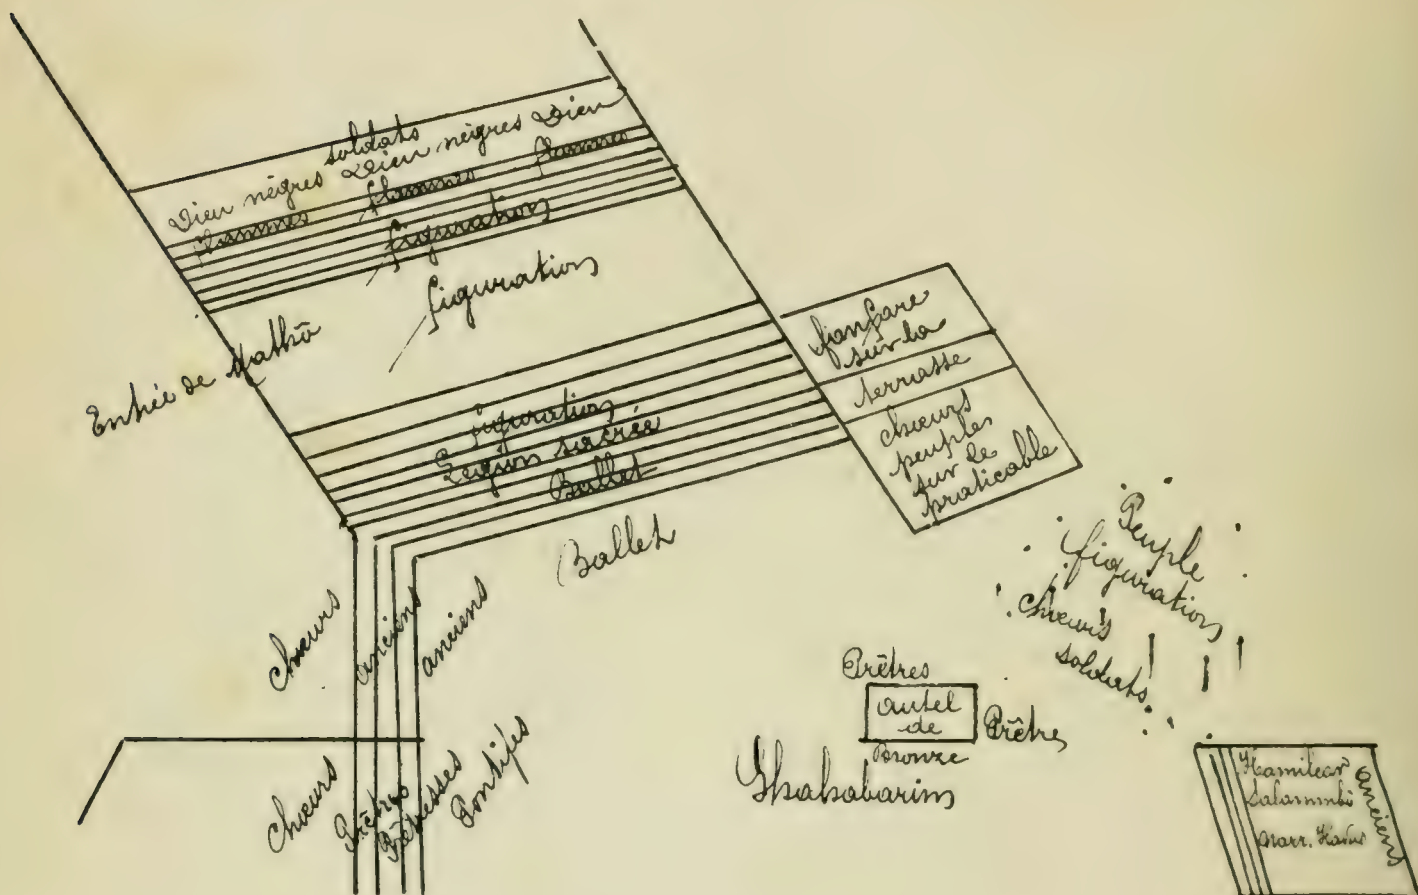 soldats
Dieu nègres Dieu nègres Dieu
flammes flammes flammes
figuration
figuration
Entrée de Mathô
fanfare
sur la
terrasse
chœurs
peuples
sur le
praticable
figuration
Légion sacrée
Ballet
Ballet
Peuple
figuration
chœurs
soldats
Chœurs
anciens
anciens
Prêtres
autel
de
Bronze
Prêtres
Shahabarim
Chœurs
Prêtres
Prêtresses
Pontifes
Hamilcar
Salammbô
Narr. Havas
anciens